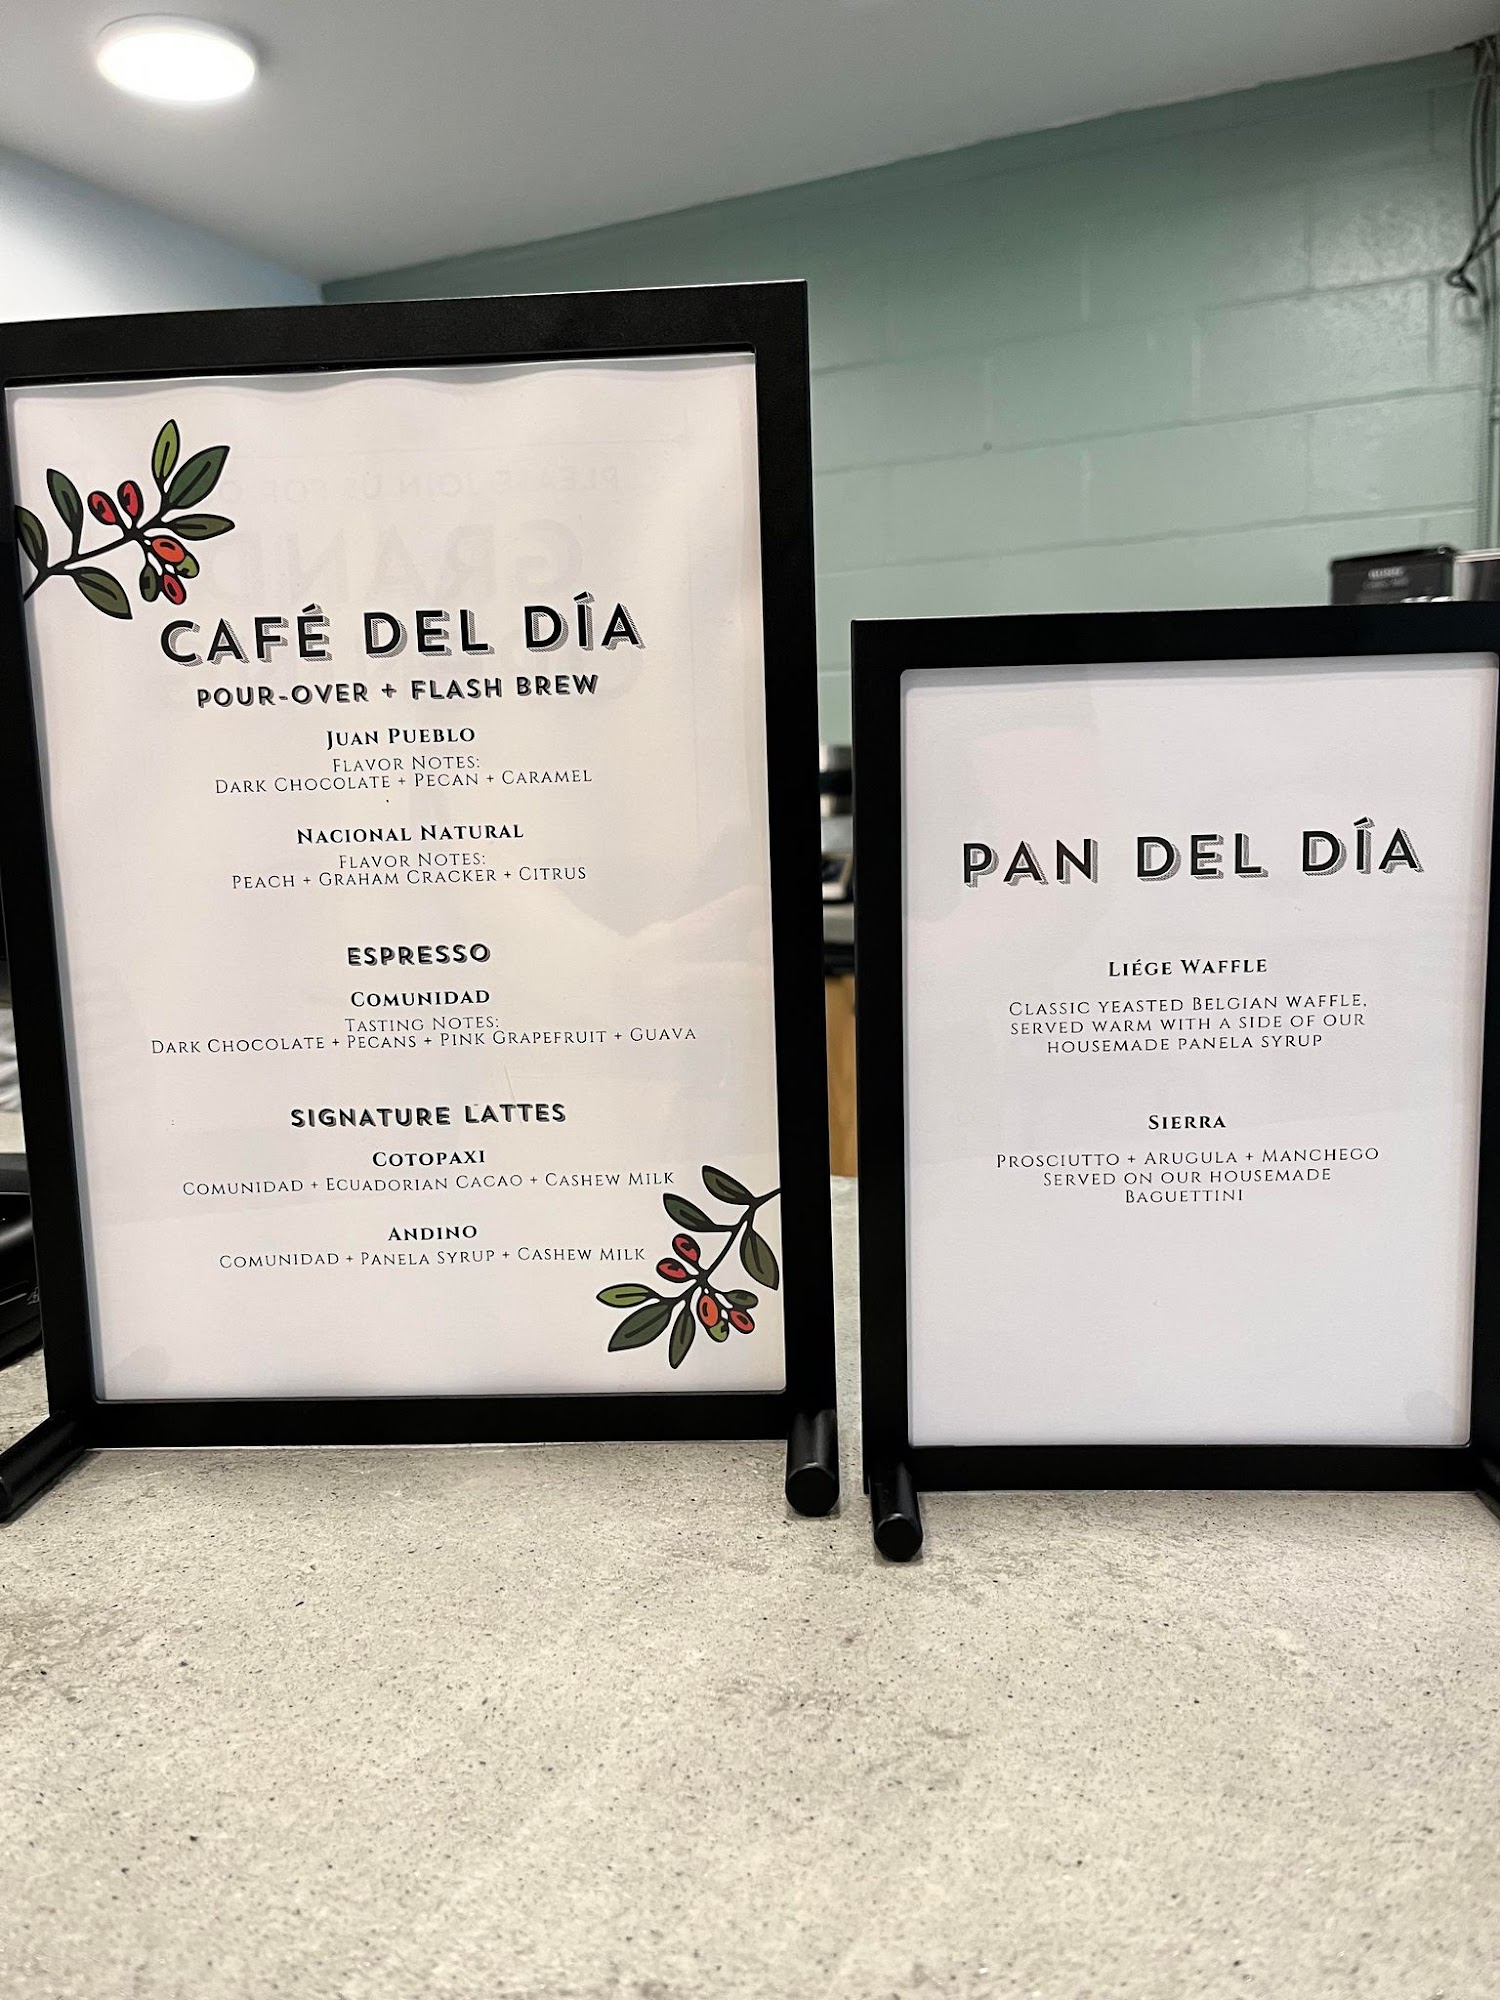 CAFÉ DEL DÍA
POUR-OVER + FLASH BREW
JUAN PUEBLO
FLAVOR NOTES:
DARK CHOCOLATE + PECAN + CARAMEL
NACIONAL NATURAL
FLAVOR NOTES:
PEACH + GRAHAM CRACKER + CITRUS
ESPRESSO
COMUNIDAD
TASTING NOTES:
DARK CHOCOLATE + PECANS + PINK GRAPEFRUIT + GUAVA
SIGNATURE LATTES
COTOPAXI
COMUNIDAD + ECUADORIAN CACAO + CASHEW MILK
ANDINO
COMUNIDAD + PANELA SYRUP + CASHEW MILK
PAN DEL DÍA
LIÉGE WAFFLE
CLASSIC YEASTED BELGIAN WAFFLE,
SERVED WARM WITH A SIDE OF OUR
HOUSEMADE PANELA SYRUP
SIERRA
PROSCIUTTO + ARUGULA + MANCHEGO
SERVED ON OUR HOUSEMADE
BAGUETTINI